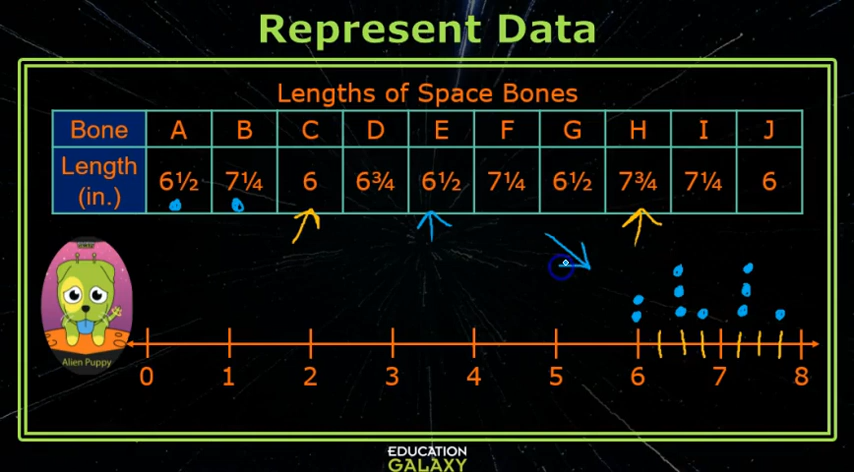 Represent Data
Lengths of Space Bones
Bone A B C D E F G H I J
Length (in.) 6½ 7¼ 6 6¾ 6½ 7¼ 6½ 7¾ 7¼ 6
Alien Puppy
0 1 2 3 4 5 6 7 8
EDUCATION
GALAXY